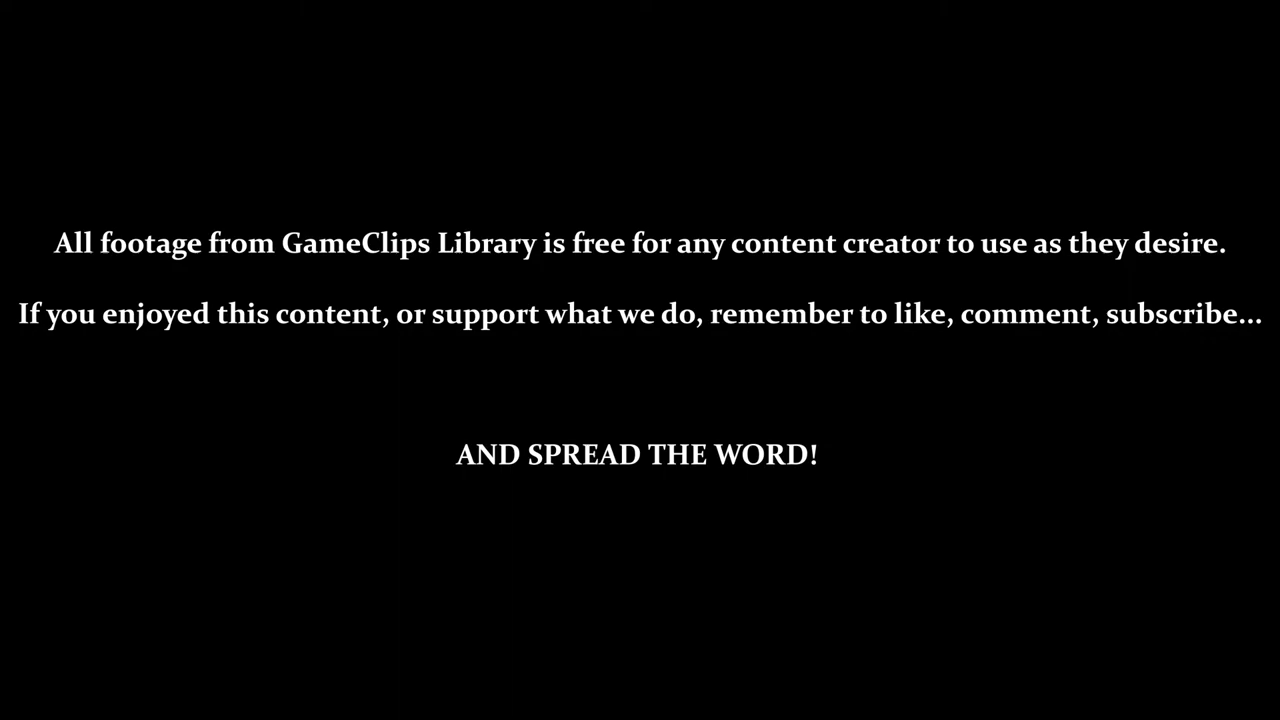 All footage from GameClips Library is free for any content creator to use as they desire.
If you enjoyed this content, or support what we do, remember to like, comment, subscribe...
AND SPREAD THE WORD!